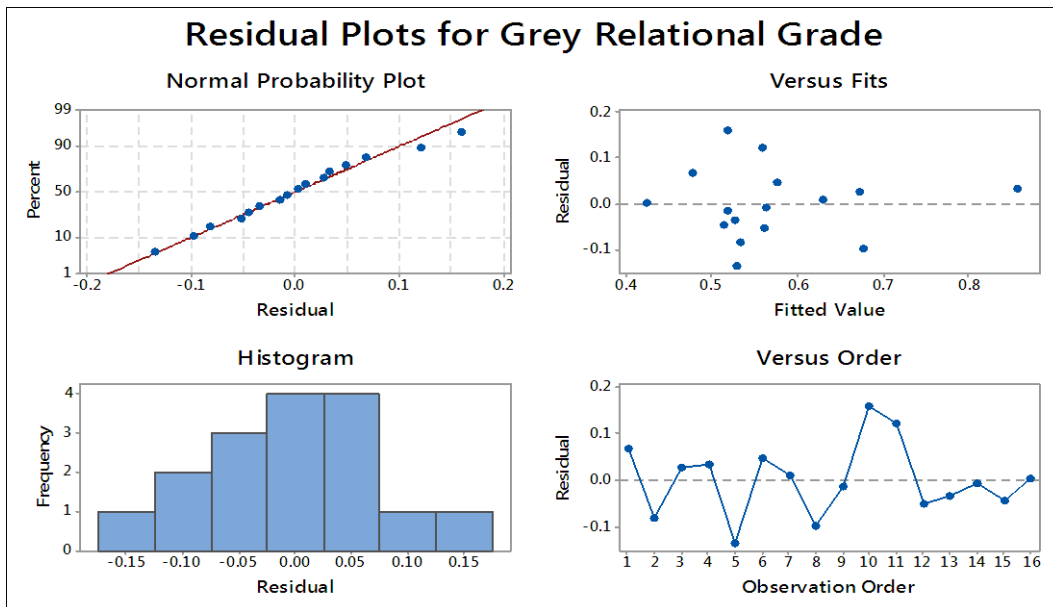 Residual Plots for Grey Relational Grade
Normal Probability Plot
Percent
99
90
50
10
1
-0.2 -0.1 0.0 0.1 0.2
Residual
Versus Fits
Residual
0.2
0.1
0.0
-0.1
0.4 0.5 0.6 0.7 0.8
Fitted Value
Histogram
Frequency
4
3
2
1
0
-0.15 -0.10 -0.05 0.00 0.05 0.10 0.15
Residual
Versus Order
Residual
0.2
0.1
0.0
-0.1
1 2 3 4 5 6 7 8 9 10 11 12 13 14 15 16
Observation Order